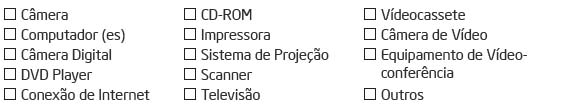 ☐ Câmera
☐ Computador (es)
☐ Câmera Digital
☐ DVD Player
☐ Conexão de Internet
☐ CD-ROM
☐ Impressora
☐ Sistema de Projeção
☐ Scanner
☐ Televisão
☐ Vídeocassete
☐ Câmera de Vídeo
☐ Equipamento de Vídeo-
conferência
☐ Outros